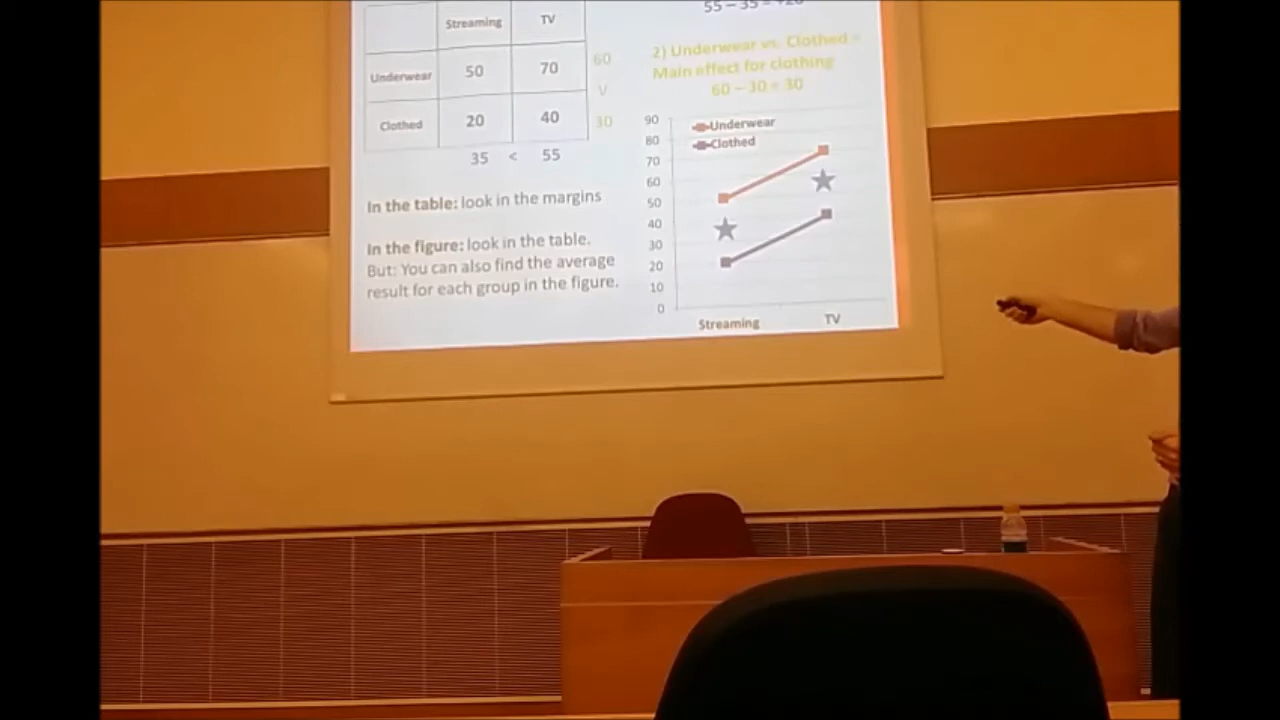 Streaming TV
Underwear 50 70 60
V
Clothed 20 40 30
35 < 55
In the table: look in the margins
In the figure: look in the table.
But: You can also find the average
result for each group in the figure.
55 – 35 = +20
2) Underwear vs. Clothed =
Main effect for clothing
60 – 30 = 30
90
80
70
60
50
40
30
20
10
0
Underwear
Clothed
Streaming TV